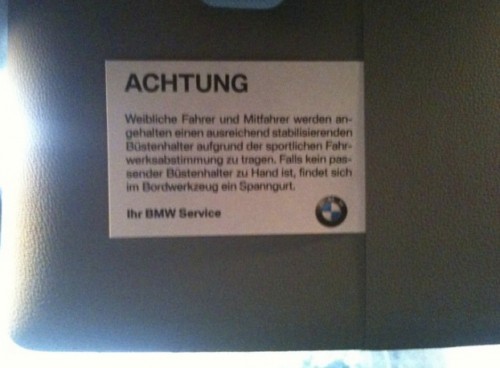 ACHTUNG
Weibliche Fahrer und Mitfahrer werden an-
gehalten einen ausreichend stabilisierenden
Büstenhalter aufgrund der sportlichen Fahr-
werksabstimmung zu tragen. Falls kein pas-
sender Büstenhalter zu Hand ist, findet sich
im Bordwerkzeug ein Spanngurt.
Ihr BMW Service